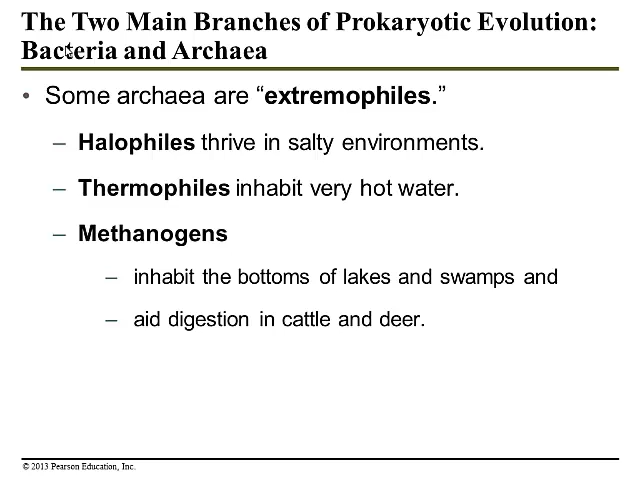 The Two Main Branches of Prokaryotic Evolution:
Bacteria and Archaea
• Some archaea are “extremophiles.”
– Halophiles thrive in salty environments.
– Thermophiles inhabit very hot water.
– Methanogens
– inhabit the bottoms of lakes and swamps and
– aid digestion in cattle and deer.
© 2013 Pearson Education, Inc.